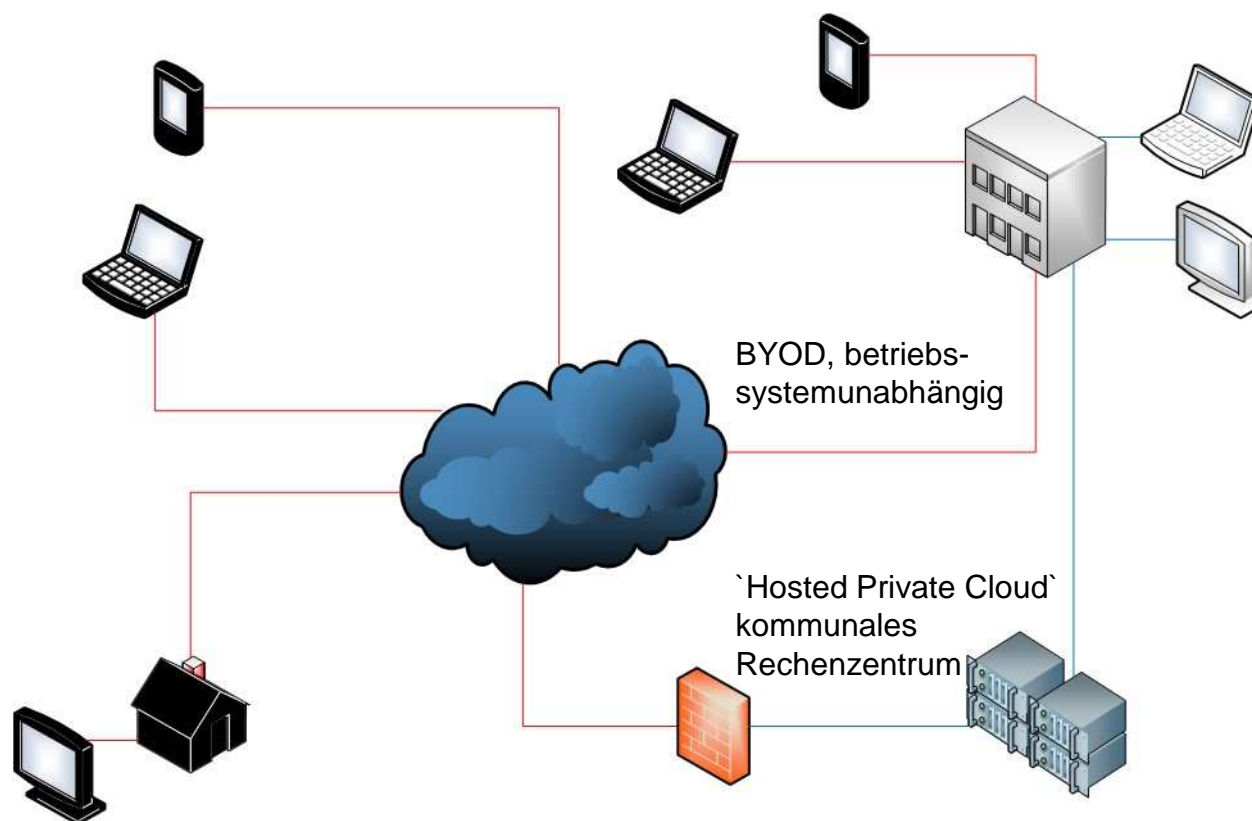 BYOD, betriebs-
systemunabhängig
`Hosted Private Cloud`
kommunales
Rechenzentrum